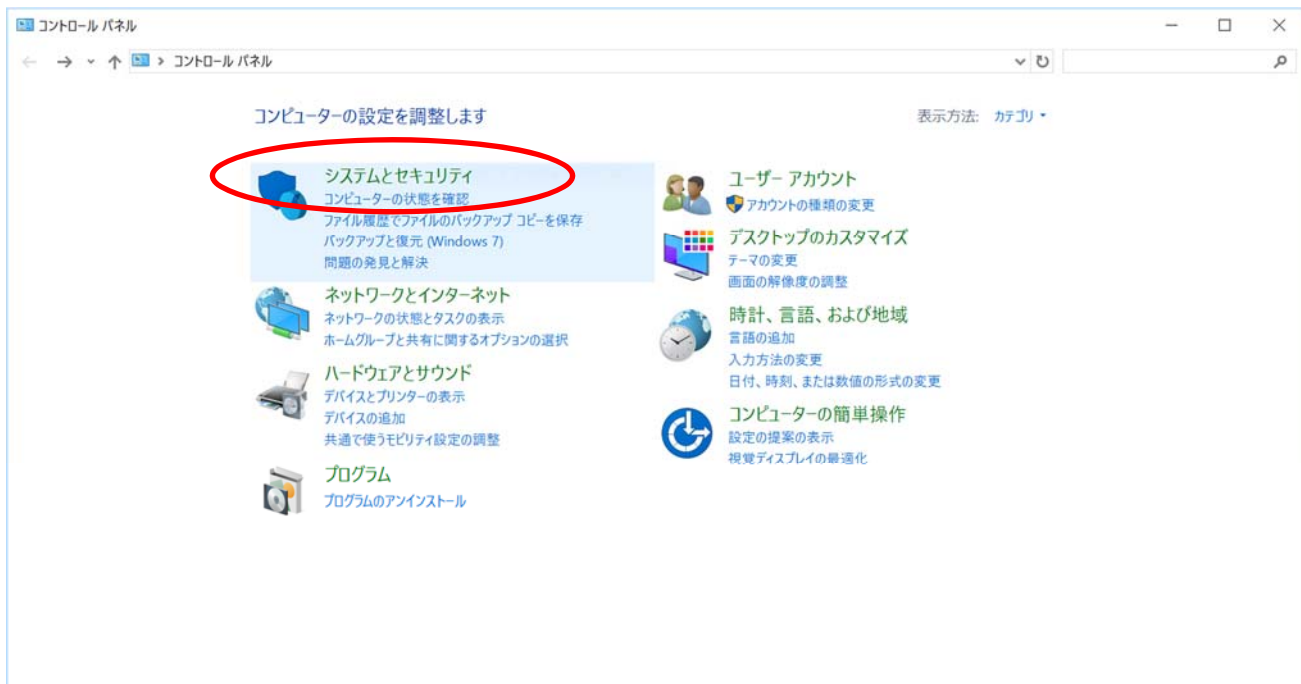 コントロール パネル
コントロール パネル
コンピューターの設定を調整します
表示方法: カテゴリ
システムとセキュリティ
コンピューターの状態を確認
ファイル履歴でファイルのバックアップ コピーを保存
バックアップと復元 (Windows 7)
問題の発見と解決
ネットワークとインターネット
ネットワークの状態とタスクの表示
ホームグループと共有に関するオプションの選択
ハードウェアとサウンド
デバイスとプリンターの表示
デバイスの追加
共通で使うモビリティ設定の調整
プログラム
プログラムのアンインストール
ユーザー アカウント
アカウントの種類の変更
デスクトップのカスタマイズ
テーマの変更
画面の解像度の調整
時計、言語、および地域
言語の追加
入力方法の変更
日付、時刻、または数値の形式の変更
コンピューターの簡単操作
設定の提案の表示
視覚ディスプレイの最適化